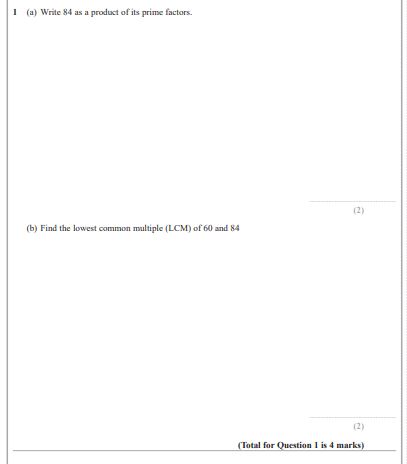 1 (a) Write 84 as a product of its prime factors.
(2)
(b) Find the lowest common multiple (LCM) of 60 and 84
(2)
(Total for Question 1 is 4 marks)